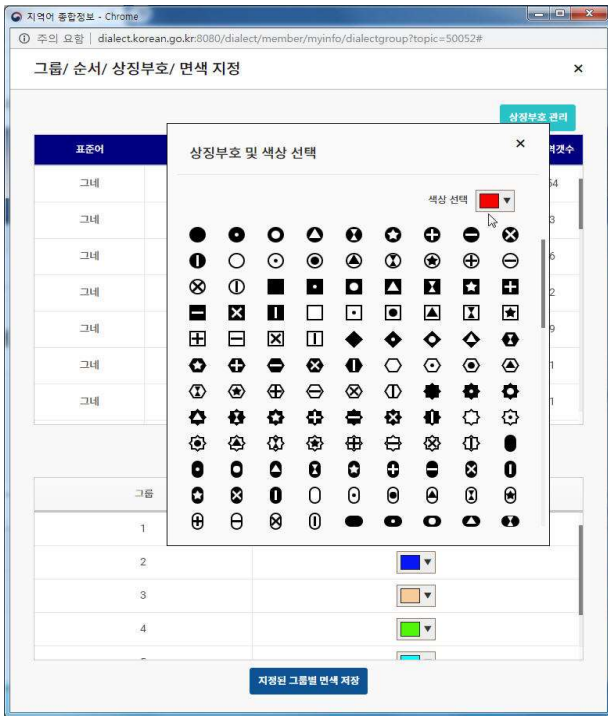 지역어 종합정보 - Chrome
주의 요함 | dialect.korean.go.kr:8080/dialect/member/myinfo/dialectgroup?topic=50052#
그룹/ 순서/ 상징부호/ 면색 지정
상징부호 관리
표준어
상징부호 및 색상 선택
색상 선택
그네
그네
그네
그네
그네
그네
그네
그룹
1
2
3
4
지정된 그룹별 면색 저장